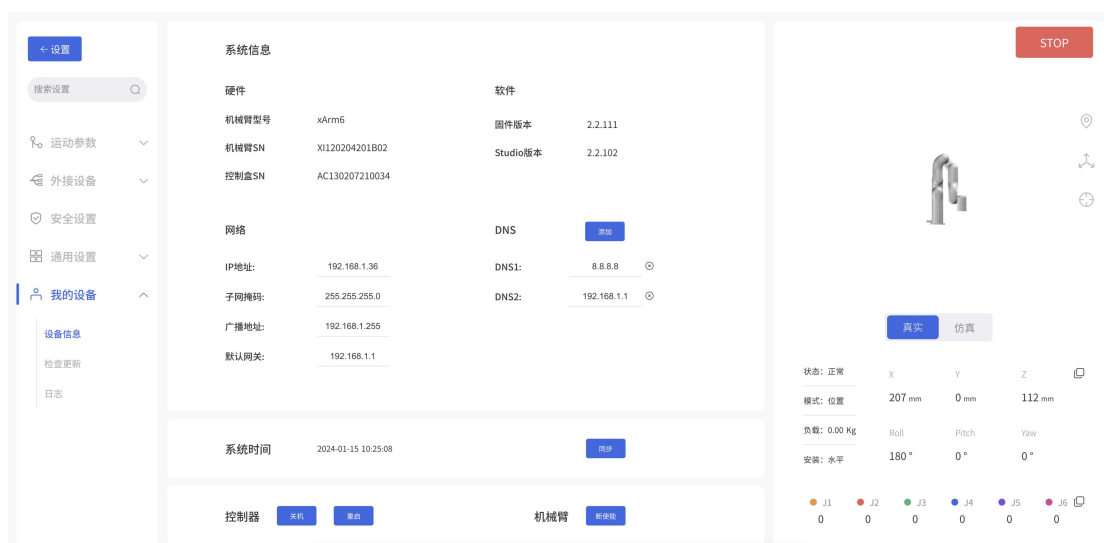 ←设置
搜索设置
运动参数
外接设备
安全设置
通用设置
我的设备
设备信息
检查更新
日志
系统信息
硬件
机械臂型号 xArm6
机械臂SN XI120204201B02
控制盒SN AC130207210034
软件
固件版本 2.2.111
Studio版本 2.2.102
网络
IP地址: 192.168.1.36
子网掩码: 255.255.255.0
广播地址: 192.168.1.255
默认网关: 192.168.1.1
DNS 添加
DNS1: 8.8.8.8
DNS2: 192.168.1.1
系统时间 2024-01-15 10:25:08 同步
控制器 关机 重启 机械臂 断使能
STOP
真实 仿真
状态：正常
模式：位置
负载：0.00 Kg
安装：水平
X Y Z
207 mm 0 mm 112 mm
Roll Pitch Yaw
180 ° 0 ° 0 °
J1 J2 J3 J4 J5 J6
0 0 0 0 0 0